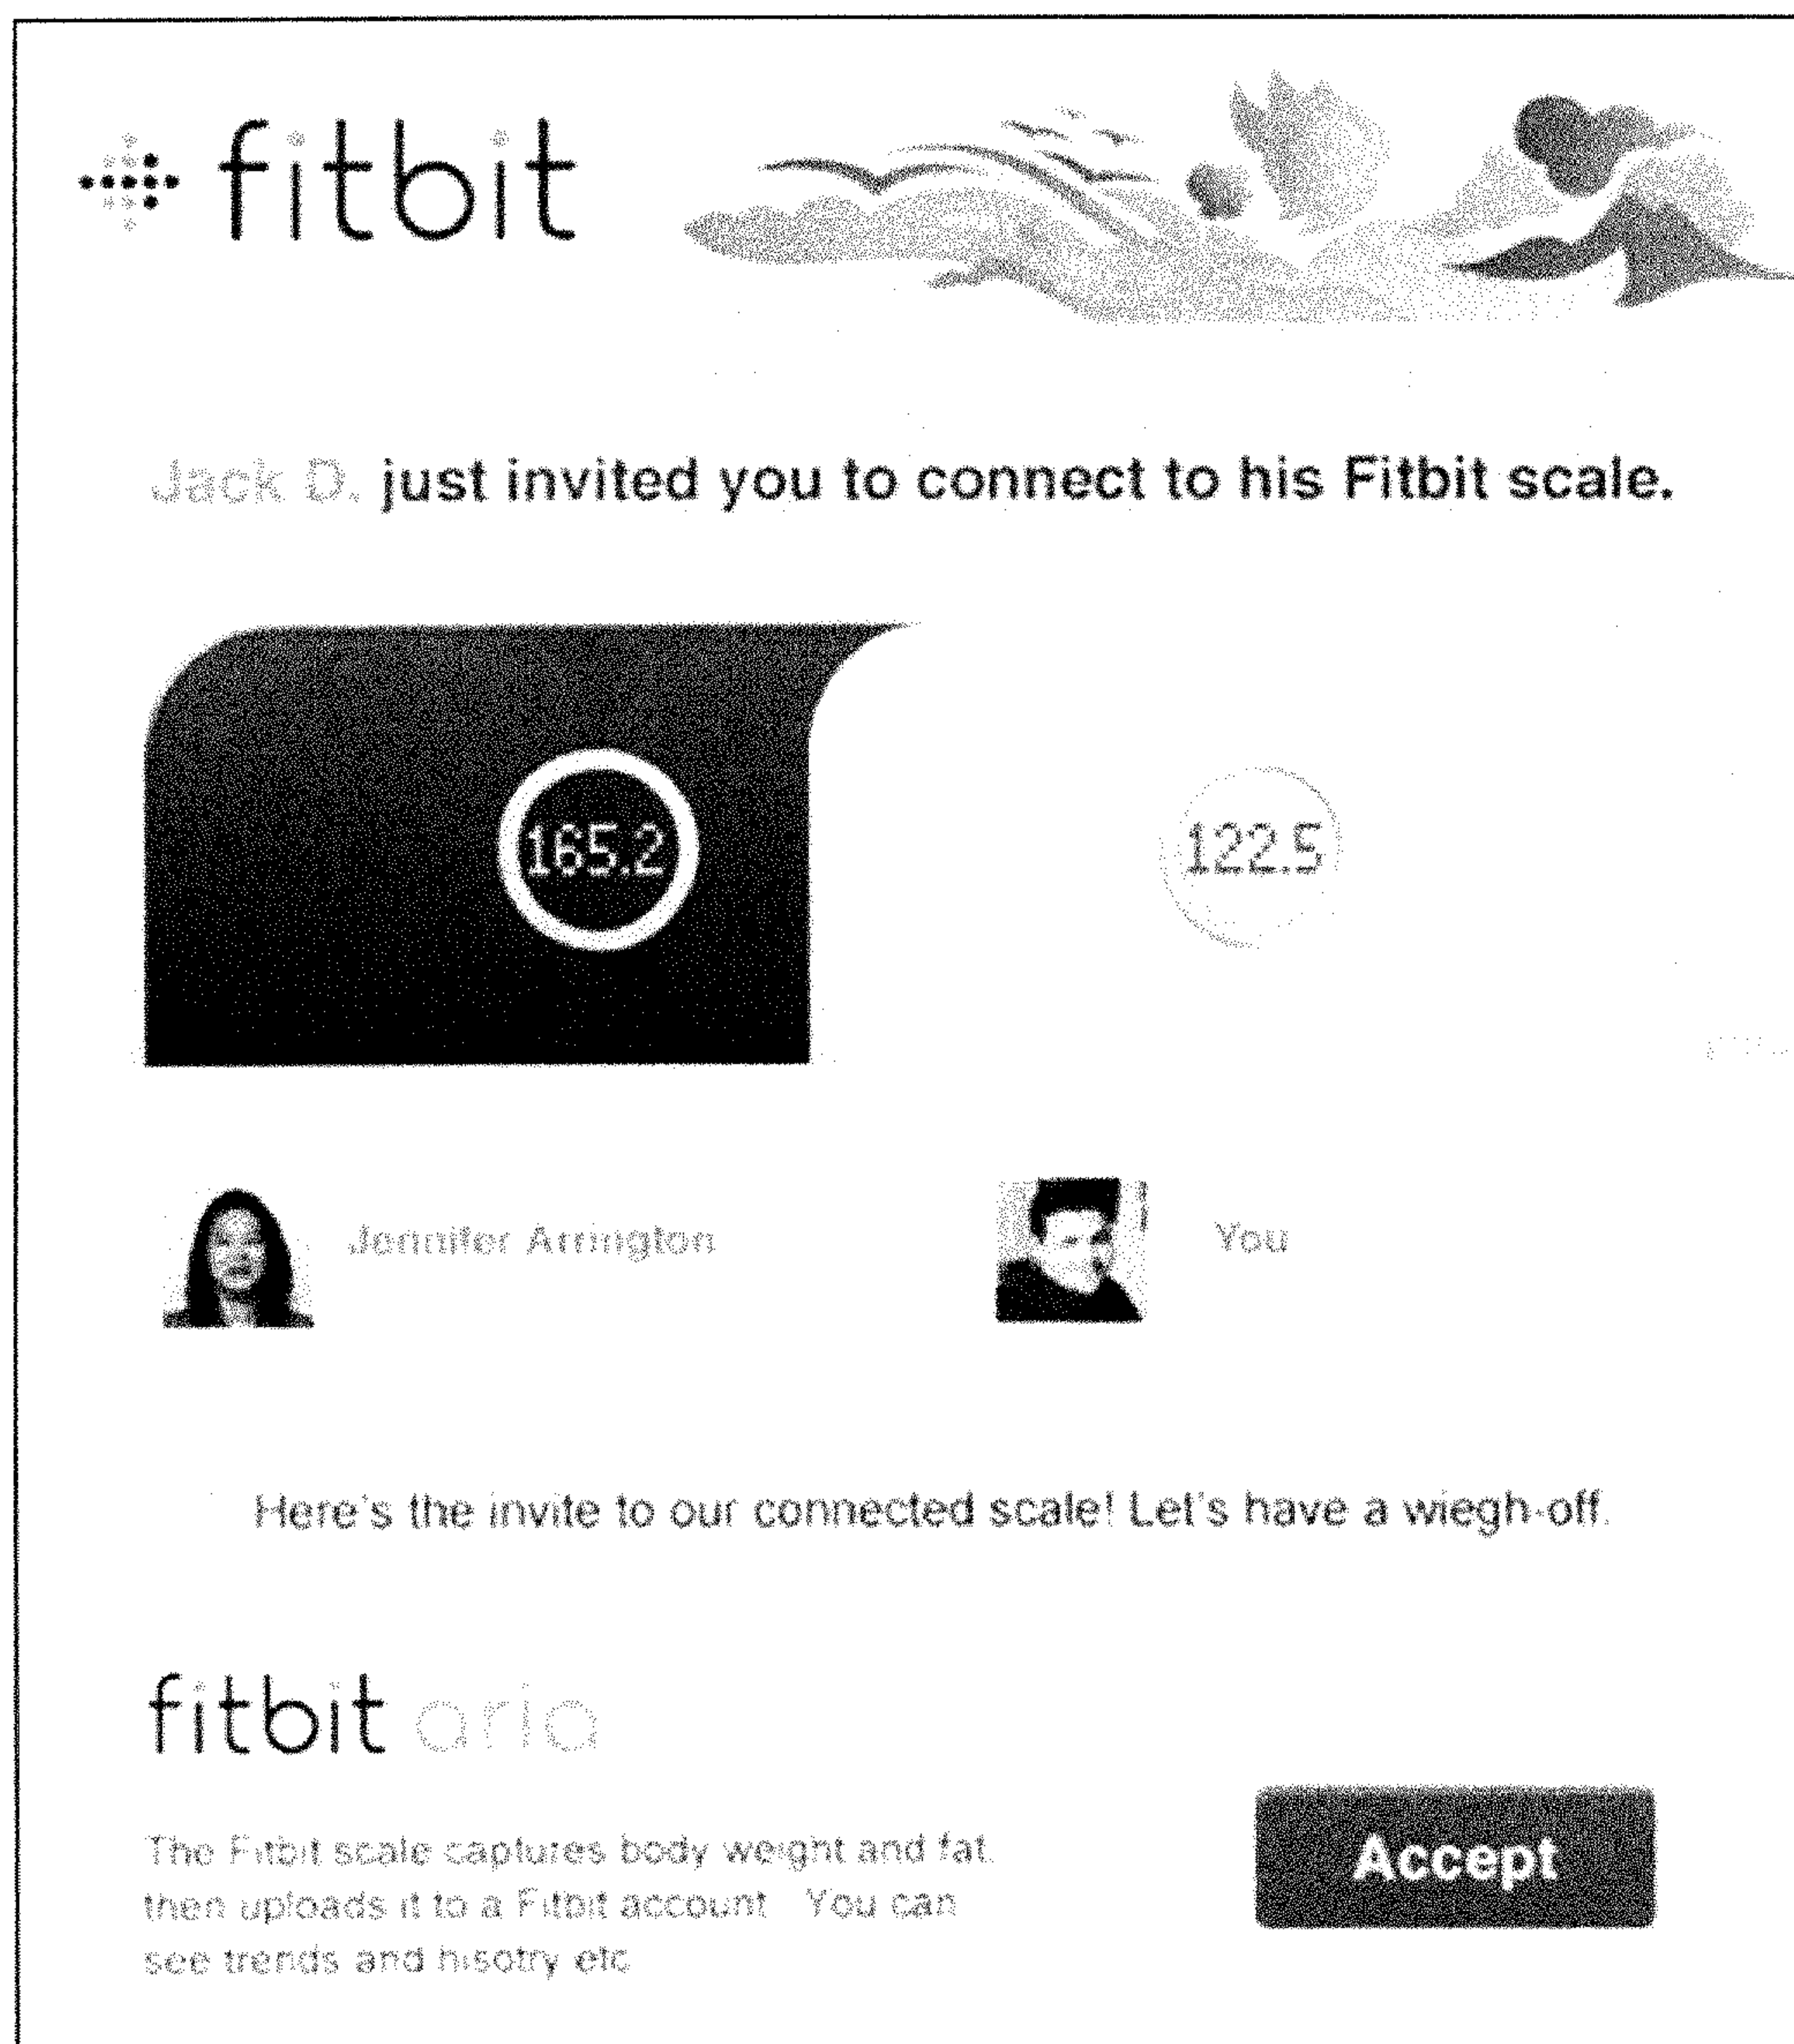 fitbit
Jack D. just invited you to connect to his Fitbit scale.
165.2
122.5
Jennifer Arrington
You
Here's the invite to our connected scale! Let's have a wiegh-off.
fitbit aria
The Fitbit scale captures body weight and fat.
then uploads it to a Fitbit account You can
see trends and hisotry etc
Accept